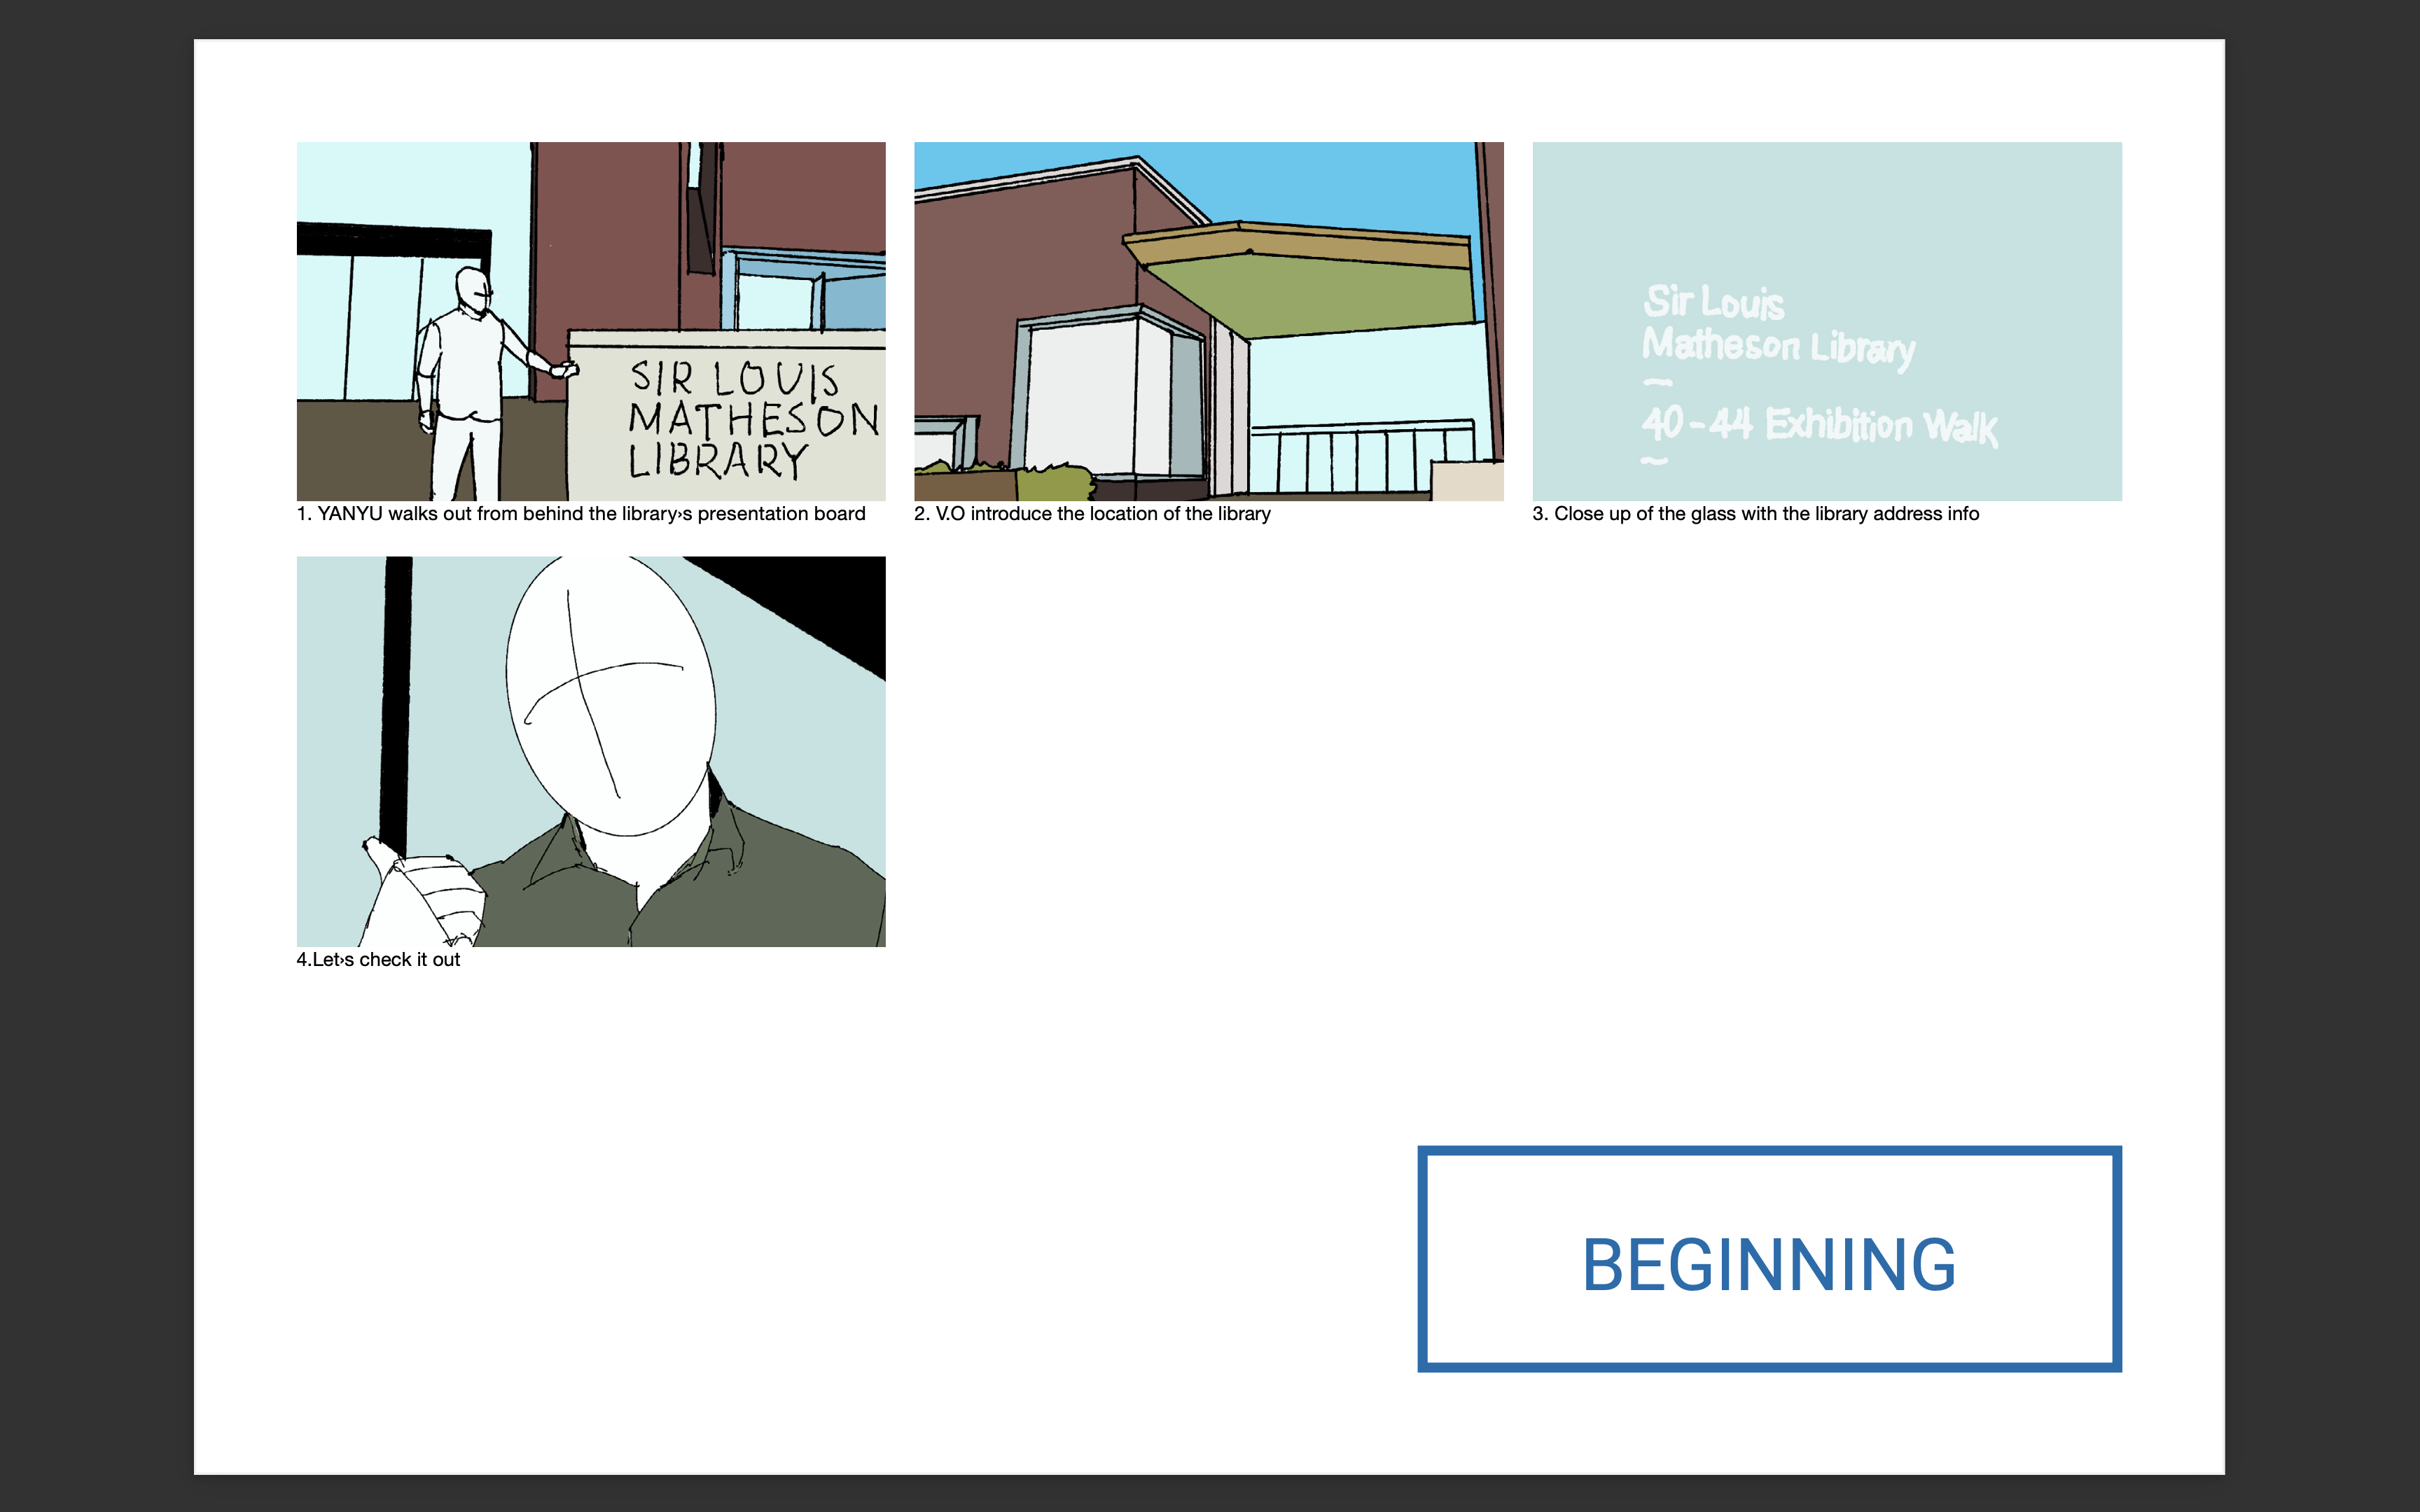 SIR LOUIS
MATHESON
LIBRARY
1. YANYU walks out from behind the library›s presentation board
2. V.O introduce the location of the library
Sir Louis
Matheson Library
—
40-44 Exhibition Walk
—
3. Close up of the glass with the library address info
4.Let›s check it out
BEGINNING